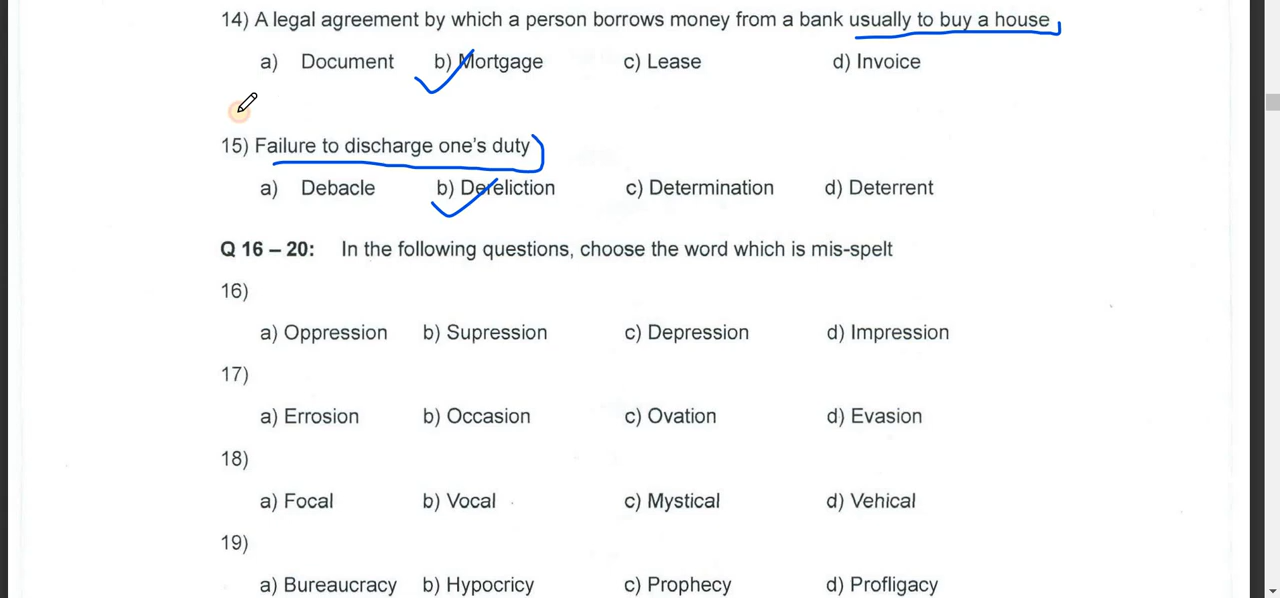 14) A legal agreement by which a person borrows money from a bank usually to buy a house
a) Document b) Mortgage c) Lease d) Invoice
15) Failure to discharge one's duty
a) Debacle b) Dereliction c) Determination d) Deterrent
Q 16 – 20: In the following questions, choose the word which is mis-spelt
16)
a) Oppression b) Supression c) Depression d) Impression
17)
a) Errosion b) Occasion c) Ovation d) Evasion
18)
a) Focal b) Vocal c) Mystical d) Vehical
19)
a) Bureaucracy b) Hypocricy c) Prophecy d) Profligacy